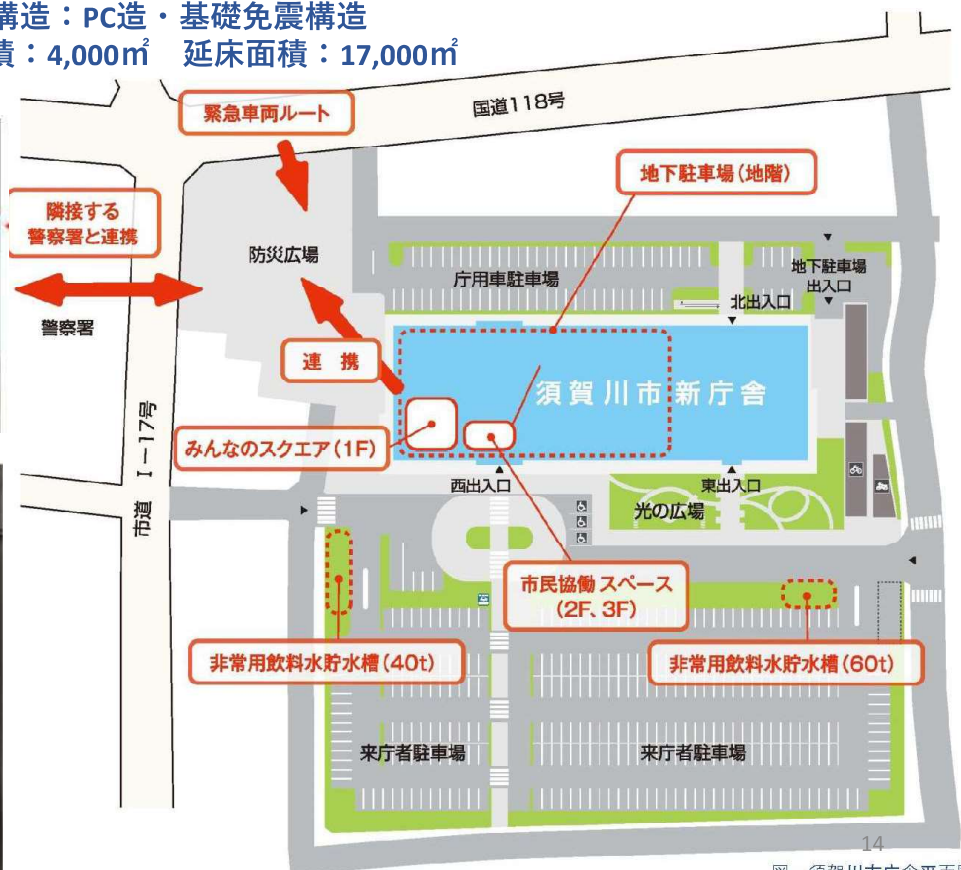 構造：PC造・基礎免震構造
積：4,000㎡　延床面積：17,000㎡
国道118号
緊急車両ルート
地下駐車場（地階）
隣接する
警察署と連携
防災広場
庁用車駐車場
地下駐車場
出入口
北出入口
警察署
連　携
須賀川市新庁舎
みんなのスクエア（1F）
西出入口
東出入口
市道　Ⅰ－17号
光の広場
市民協働 スペース
（2F、3F）
非常用飲料水貯水槽（40t）
非常用飲料水貯水槽（60t）
来庁者駐車場
来庁者駐車場
14